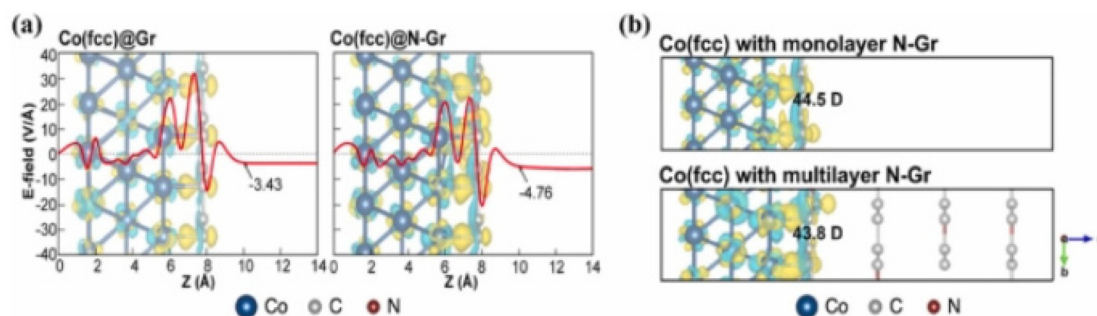 (a)
Co(fcc)@Gr
Co(fcc)@N-Gr
E-field (V/Å)
40
30
20
10
0
-10
-20
-30
-40
-3.43
0 2 4 6 8 10 12 14
Z (Å)
-4.76
0 2 4 6 8 10 12 14
Z (Å)
Co C N
(b)
Co(fcc) with monolayer N-Gr
44.5 D
Co(fcc) with multilayer N-Gr
43.8 D
b
Co C N